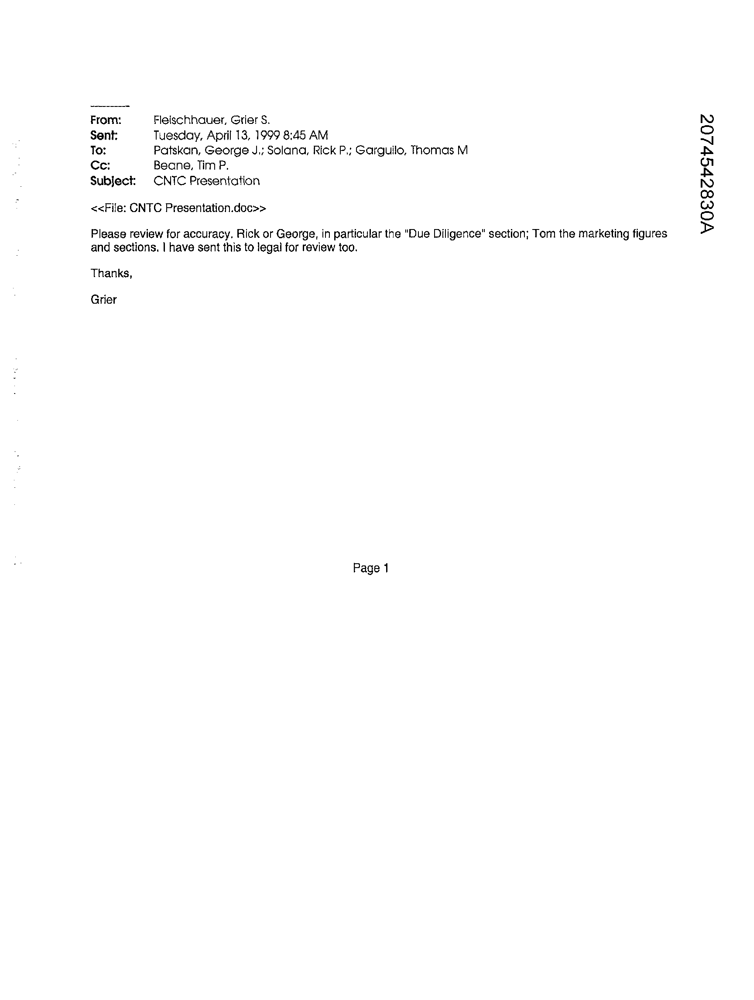 From: Fleischhauer, Grier S.
Sent: Tuesday, April 13, 1999 8:45 AM
To: Patskan, George J.; Solana, Rick P.; Gargulio, Thomas M
Cc: Beane, Tim P.
Subject: CNTC Presentation
<<File: CNTC Presentation.doc>>
Please review for accuracy. Rick or George, in particular the "Due Diligence" section; Tom the marketing figures
and sections. I have sent this to legal for review too.
Thanks,
Grier
Page 1
2074542830A